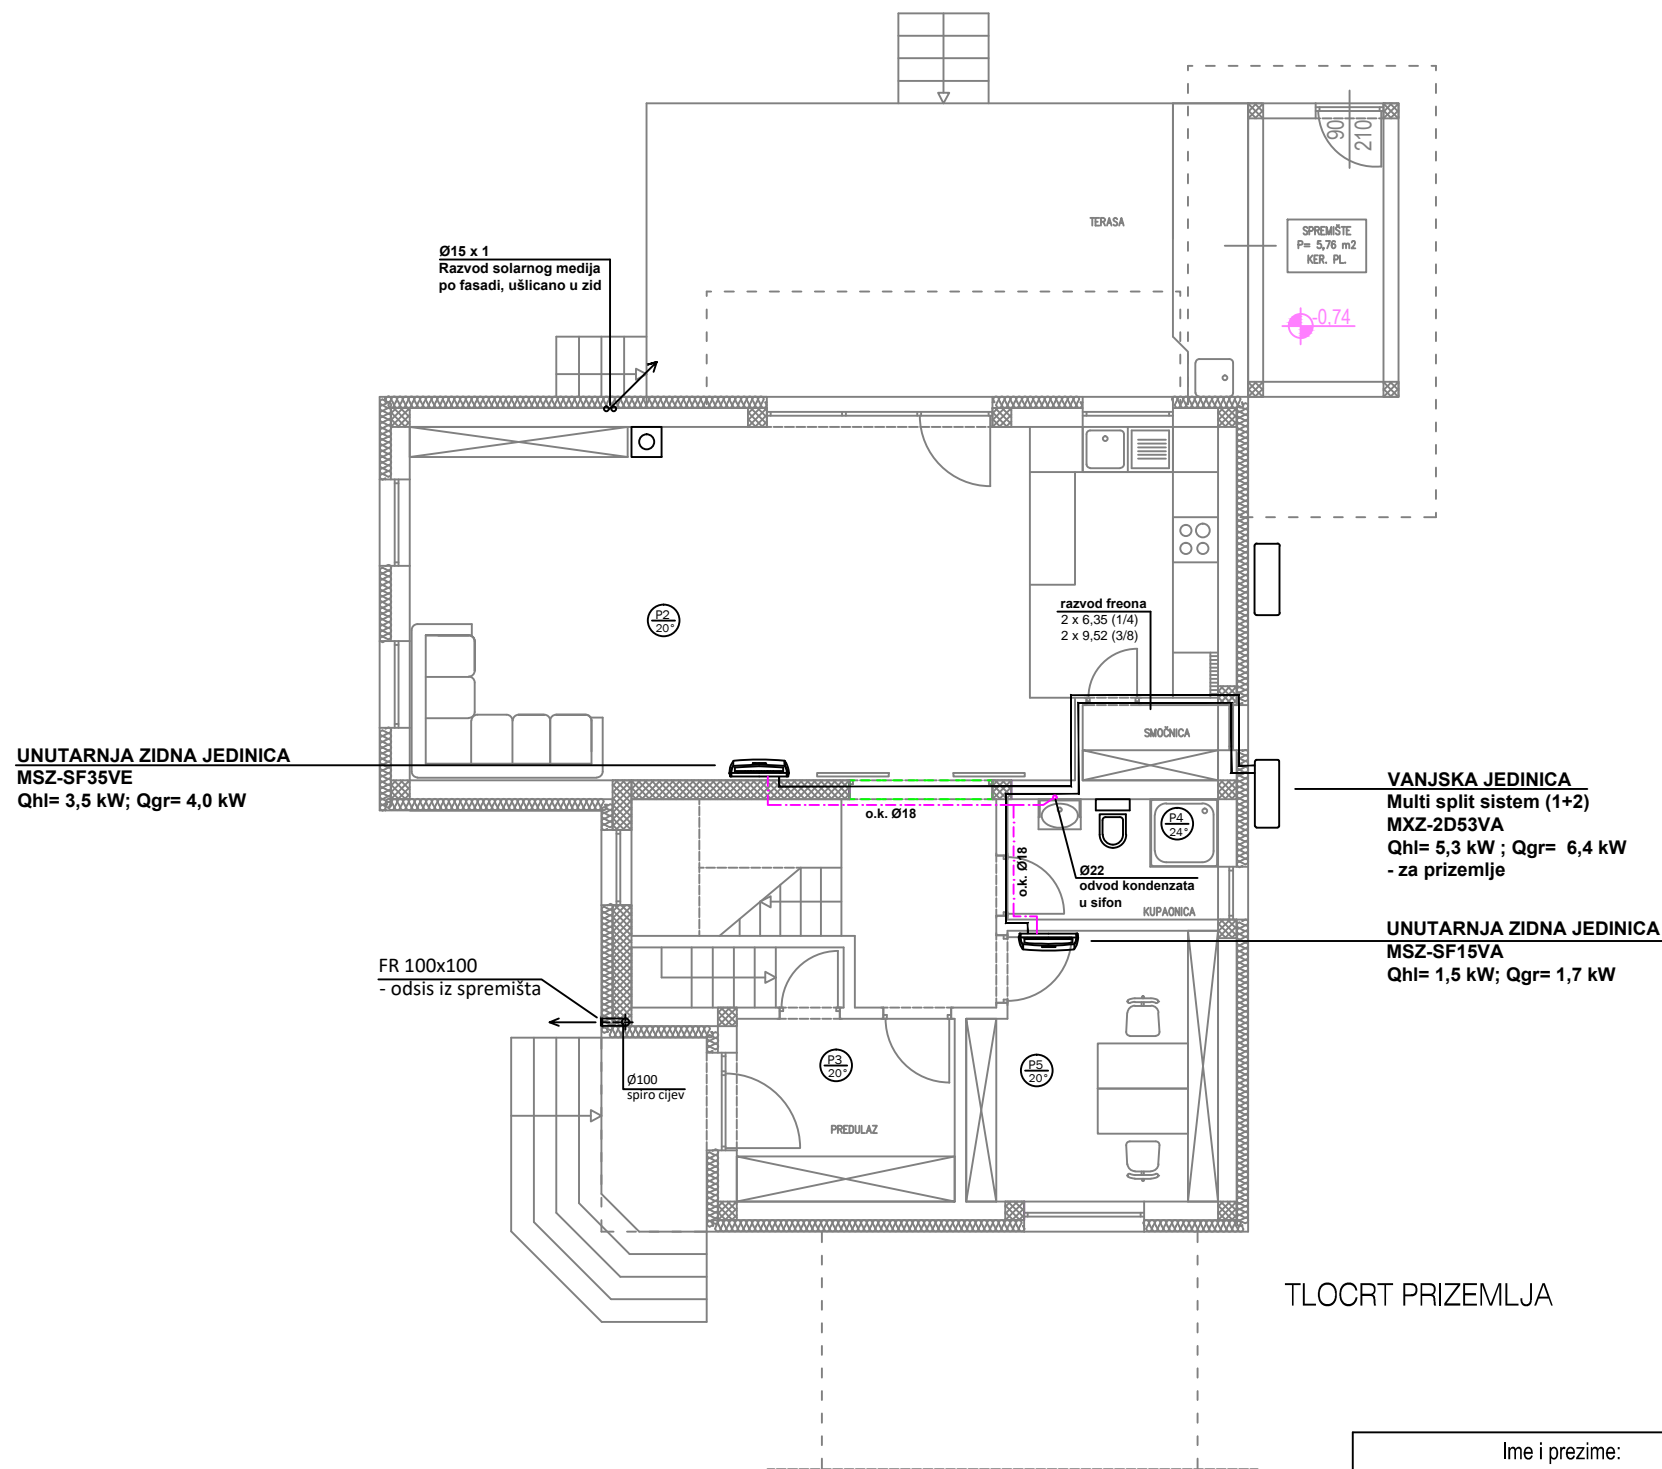 90
210
TERASA
SPREMIŠTE
P= 5,76 m2
KER. PL.
-0,74
Ø15 x 1
Razvod solarnog medija
po fasadi, ušlicano u zid
P2
20°
razvod freona
2 x 6,35 (1/4)
2 x 9,52 (3/8)
SMOČNICA
UNUTARNJA ZIDNA JEDINICA
MSZ-SF35VE
Qhl= 3,5 kW; Qgr= 4,0 kW
VANJSKA JEDINICA
Multi split sistem (1+2)
MXZ-2D53VA
Qhl= 5,3 kW ; Qgr= 6,4 kW
- za prizemlje
o.k. Ø18
P4
24°
o.k. Ø18
Ø22
odvod kondenzata
u sifon
KUPAONICA
UNUTARNJA ZIDNA JEDINICA
MSZ-SF15VA
Qhl= 1,5 kW; Qgr= 1,7 kW
FR 100x100
- odsis iz spremišta
P3
20°
P5
20°
Ø100
spiro cijev
PREDULAZ
TLOCRT PRIZEMLJA
Ime i prezime: